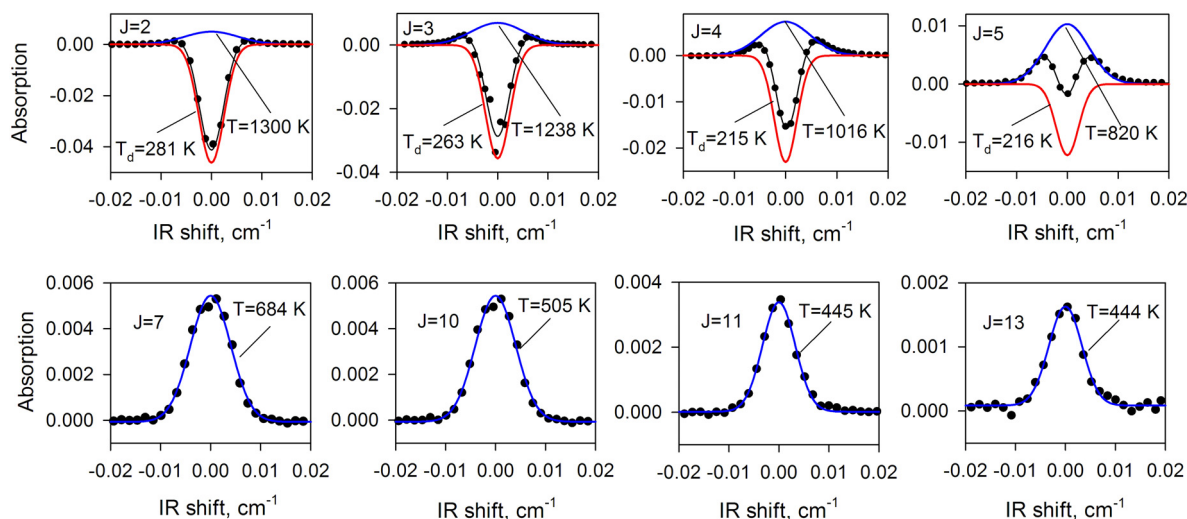 J=2
J=3
J=4
J=5
0.00
-0.02
-0.04
0.00
-0.02
-0.04
0.00
-0.01
-0.02
0.01
0.00
-0.01
T=1300 K
T=1238 K
T=1016 K
T=820 K
Td=281 K
Td=263 K
Td=215 K
Td=216 K
Absorption
-0.02 -0.01 0.00 0.01 0.02
-0.02 -0.01 0.00 0.01 0.02
-0.02 -0.01 0.00 0.01 0.02
-0.02 -0.01 0.00 0.01 0.02
IR shift, cm-1
IR shift, cm-1
IR shift, cm-1
IR shift, cm-1
0.006
0.004
0.002
0.000
0.006
0.004
0.002
0.000
0.004
0.002
0.000
0.002
0.001
0.000
J=7
T=684 K
J=10
T=505 K
J=11
T=445 K
J=13
T=444 K
Absorption
-0.02 -0.01 0.00 0.01 0.02
-0.02 -0.01 0.00 0.01 0.02
-0.02 -0.01 0.00 0.01 0.02
-0.02 -0.01 0.00 0.01 0.02
IR shift, cm-1
IR shift, cm-1
IR shift, cm-1
IR shift, cm-1